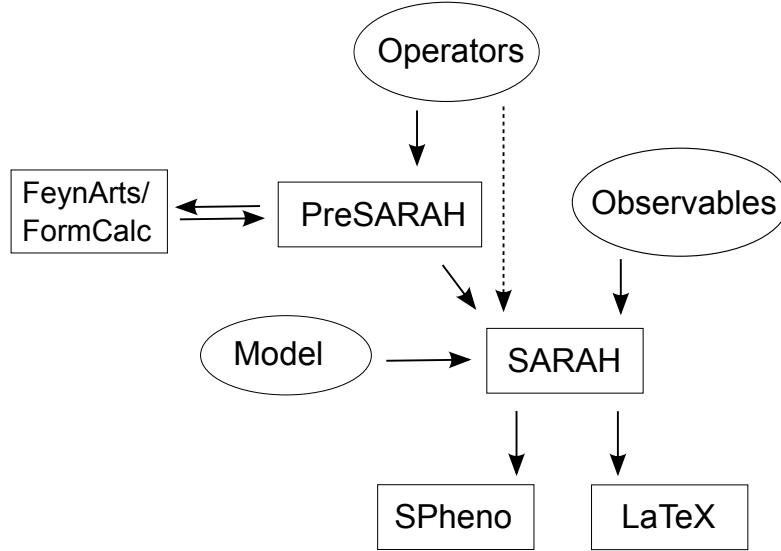 Operators
FeynArts/
FormCalc
PreSARAH
Observables
Model
SARAH
SPheno
LaTeX